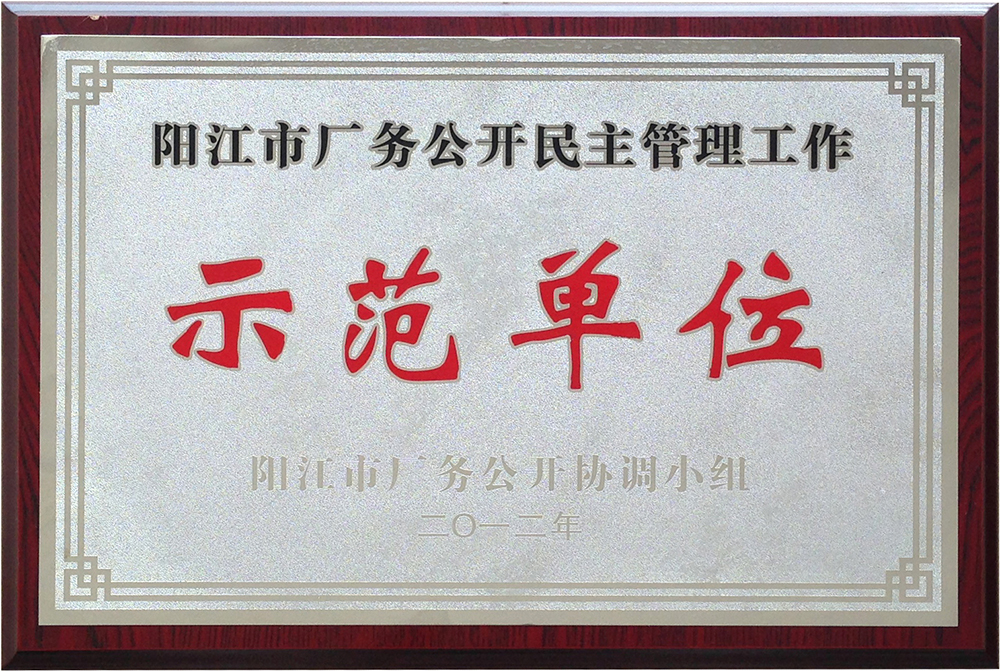 阳江市厂务公开民主管理工作
示范单位
阳江市厂务公开协调小组
二〇一二年